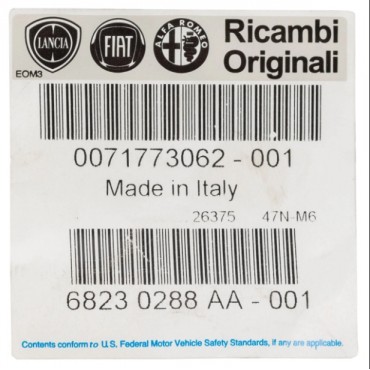 LANCIA FIAT ALFA ROMEO Ricambi
Originali
EOM3
0071773062 - 001
Made in Italy
26375 47N-M6
6823 0288 AA - 001
Contents conform to U.S. Federal Motor Vehicle Safety Standards, if any are applicable.